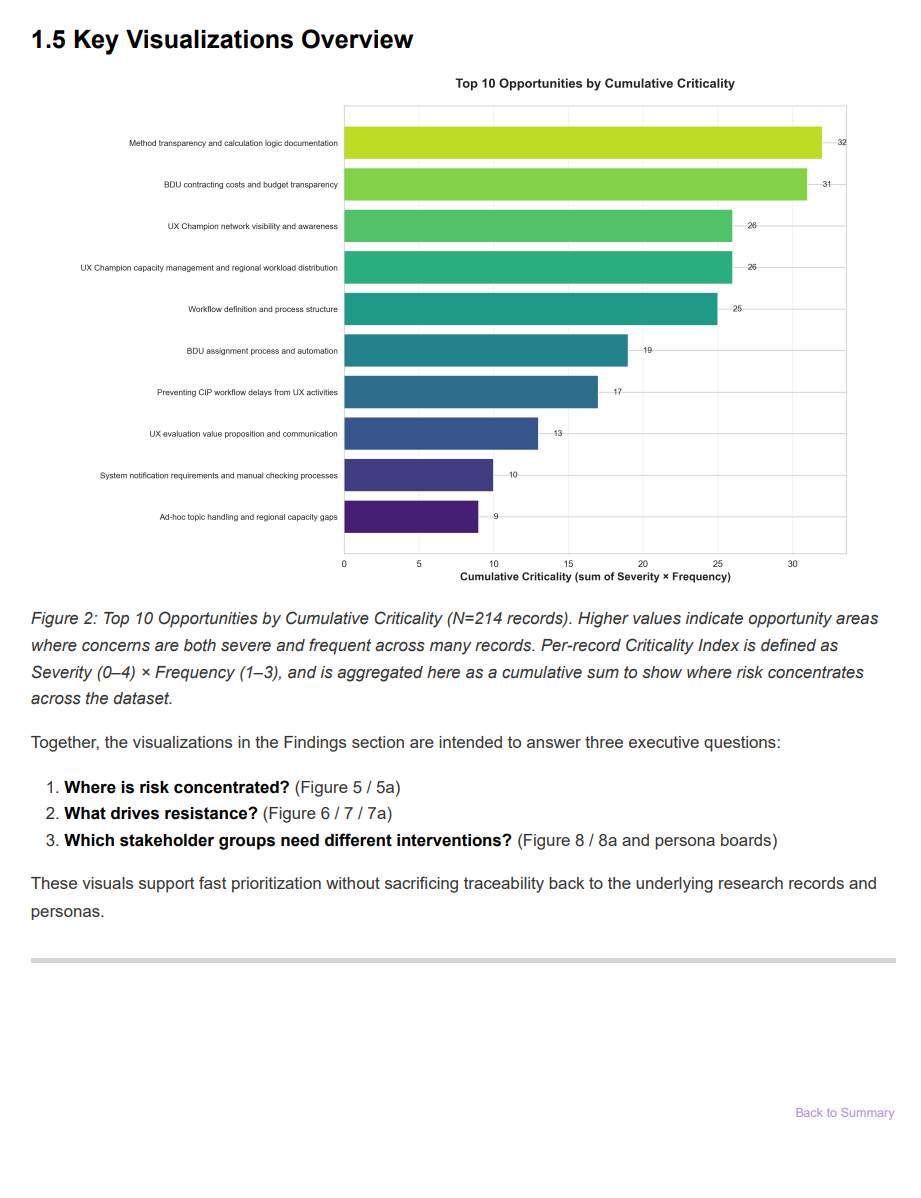 1.5 Key Visualizations Overview
Top 10 Opportunities by Cumulative Criticality
Method transparency and calculation logic documentation 32
BDU contracting costs and budget transparency 31
UX Champion network visibility and awareness 26
UX Champion capacity management and regional workload distribution 26
Workflow definition and process structure 25
BDU assignment process and automation 19
Preventing CIP workflow delays from UX activities 17
UX evaluation value proposition and communication 13
System notification requirements and manual checking processes 10
Ad-hoc topic handling and regional capacity gaps 9
0 5 10 15 20 25 30
Cumulative Criticality (sum of Severity × Frequency)
Figure 2: Top 10 Opportunities by Cumulative Criticality (N=214 records). Higher values indicate opportunity areas
where concerns are both severe and frequent across many records. Per-record Criticality Index is defined as
Severity (0–4) × Frequency (1–3), and is aggregated here as a cumulative sum to show where risk concentrates
across the dataset.
Together, the visualizations in the Findings section are intended to answer three executive questions:
1. Where is risk concentrated? (Figure 5 / 5a)
2. What drives resistance? (Figure 6 / 7 / 7a)
3. Which stakeholder groups need different interventions? (Figure 8 / 8a and persona boards)
These visuals support fast prioritization without sacrificing traceability back to the underlying research records and
personas.
Back to Summary